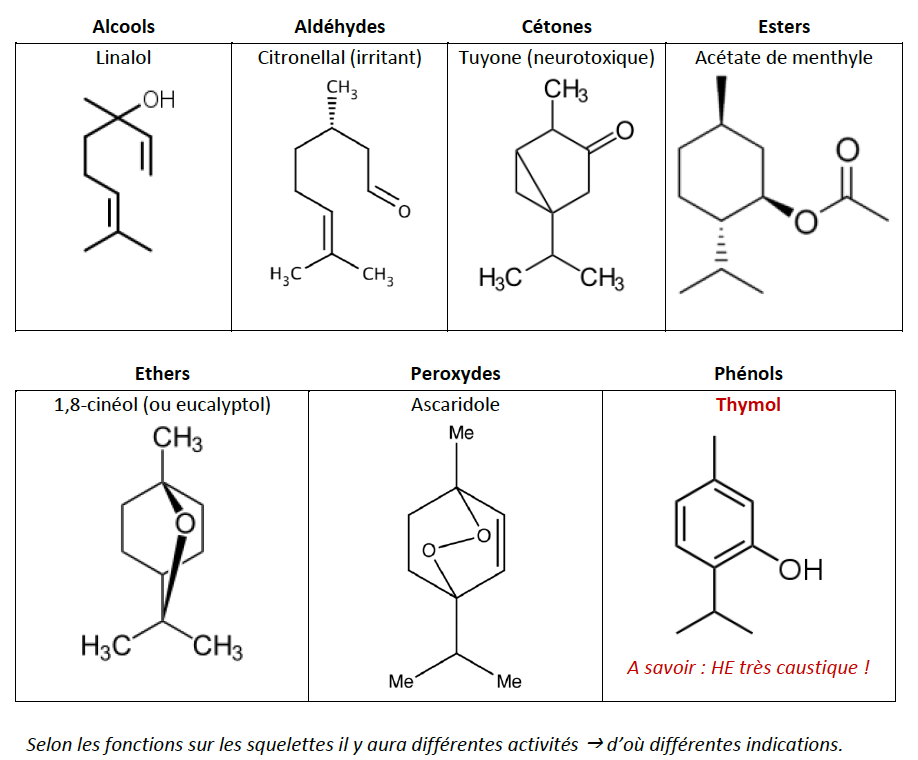 Alcools Aldéhydes Cétones Esters
Linalol Citronellal (irritant) Tuyone (neurotoxique) Acétate de menthyle
OH CH3 CH3 O O
O O
H3C CH3 H3C CH3
Ethers Peroxydes Phénols
1,8-cinéol (ou eucalyptol) Ascaridole Thymol
CH3 Me
O O O
OH
H3C CH3 Me Me
A savoir : HE très caustique !
Selon les fonctions sur les squelettes il y aura différentes activités → d’où différentes indications.